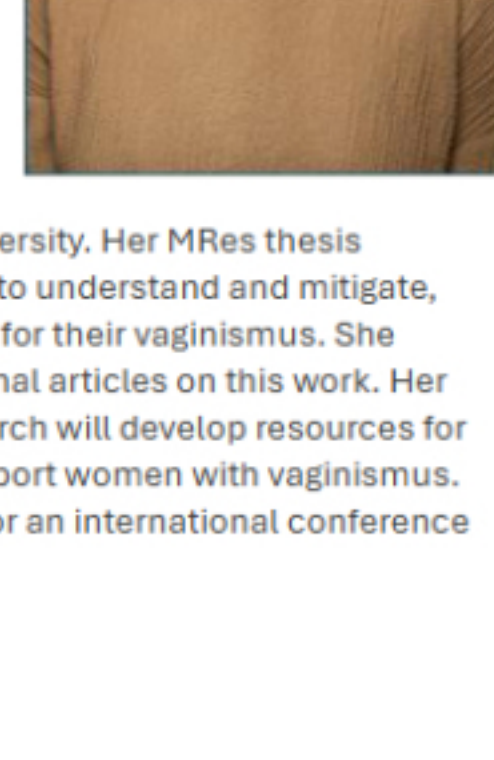 ersity. Her MRes thesis
to understand and mitigate,
for their vaginismus. She
nal articles on this work. Her
rch will develop resources for
port women with vaginismus.
or an international conference